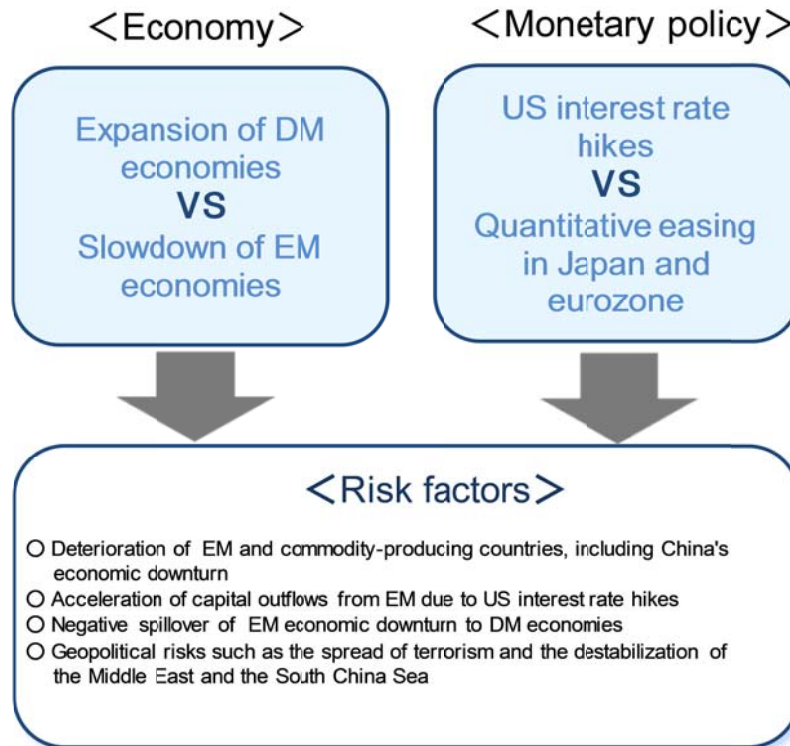 ＜Economy＞
Expansion of DM
economies
VS
Slowdown of EM
economies
＜Monetary policy＞
US interest rate
hikes
VS
Quantitative easing
in Japan and
eurozone
＜Risk factors＞
○ Deterioration of EM and commodity-producing countries, including China's
economic downturn
○ Acceleration of capital outflows from EM due to US interest rate hikes
○ Negative spillover of EM economic downturn to DM economies
○ Geopolitical risks such as the spread of terrorism and the destabilization of
the Middle East and the South China Sea